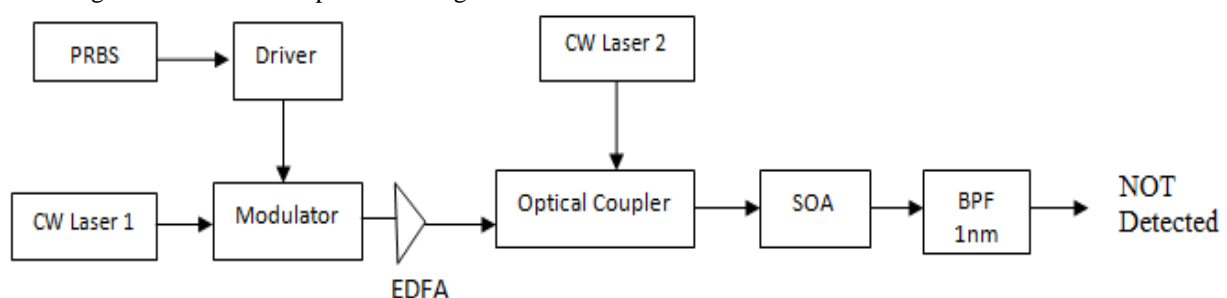 PRBS
Driver
CW Laser 2
CW Laser 1
Modulator
EDFA
Optical Coupler
SOA
BPF
1nm
NOT
Detected